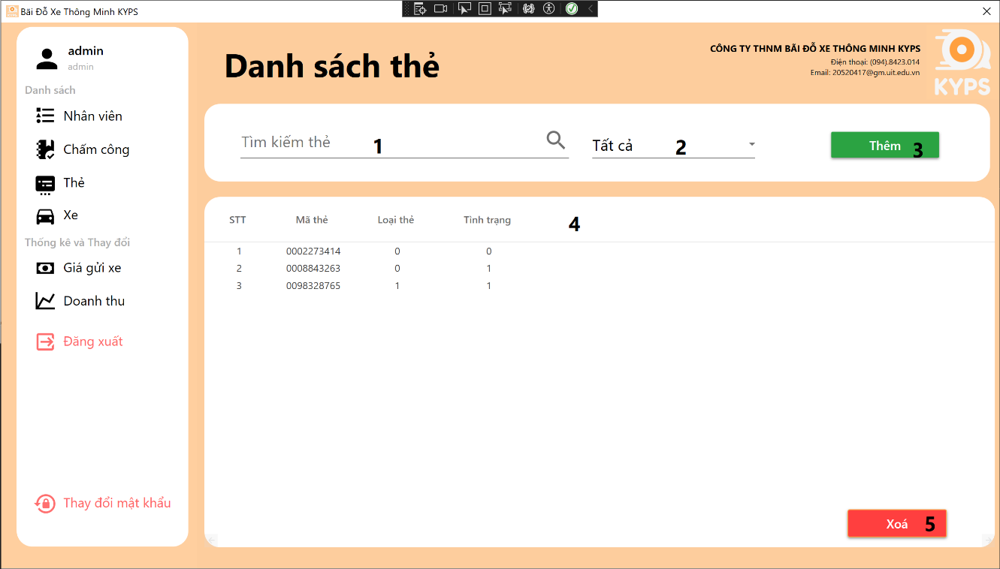 Bãi Đỗ Xe Thông Minh KYPS
admin
admin
Danh sách
Nhân viên
Chấm công
Thẻ
Xe
Thống kê và Thay đổi
Giá gửi xe
Doanh thu
Đăng xuất
Thay đổi mật khẩu
Danh sách thẻ
CÔNG TY THNM BÃI ĐỖ XE THÔNG MINH KYPS
Điện thoại: (094).8423.014
Email: 20520417@gm.uit.edu.vn
KYPS
Tìm kiếm thẻ 1
Tất cả 2
Thêm 3
STT Mã thẻ Loại thẻ Tình trạng 4
1 0002273414 0 0
2 0008843263 0 1
3 0098328765 1 1
Xoá 5